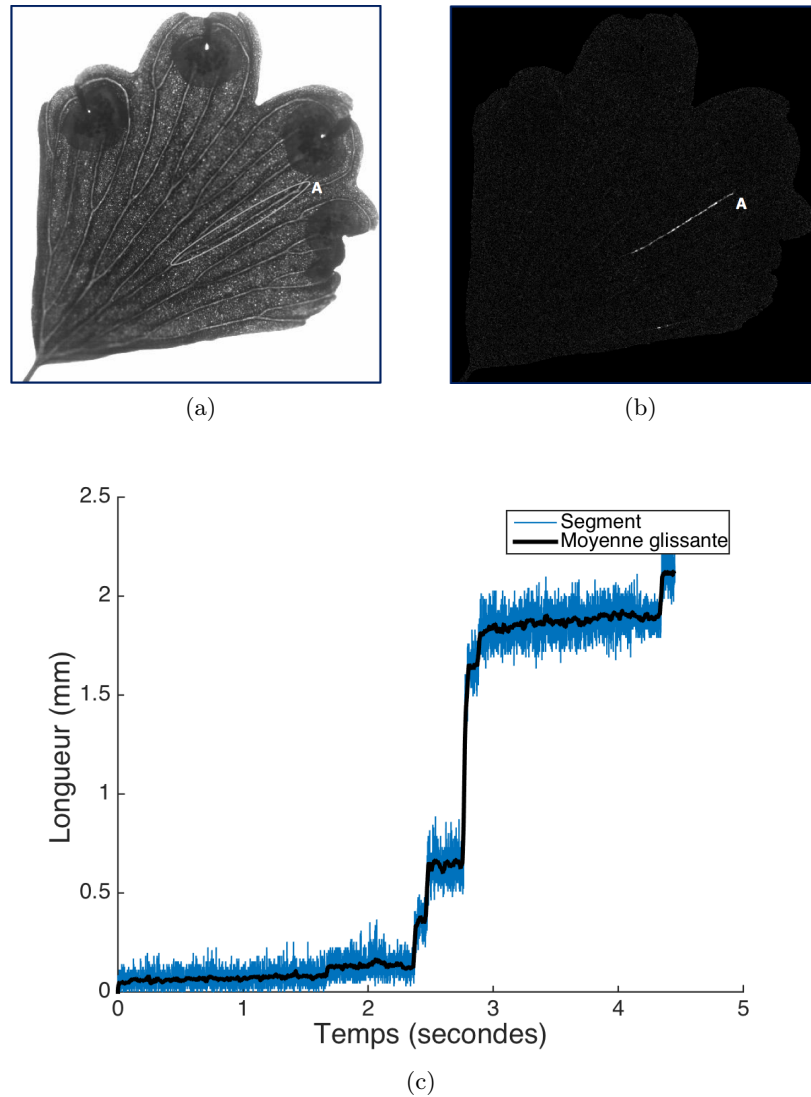 A
A
(a)
(b)
2.5
2
1.5
1
0.5
0
Longueur (mm)
Segment
Moyenne glissante
0
1
2
3
4
5
Temps (secondes)
(c)